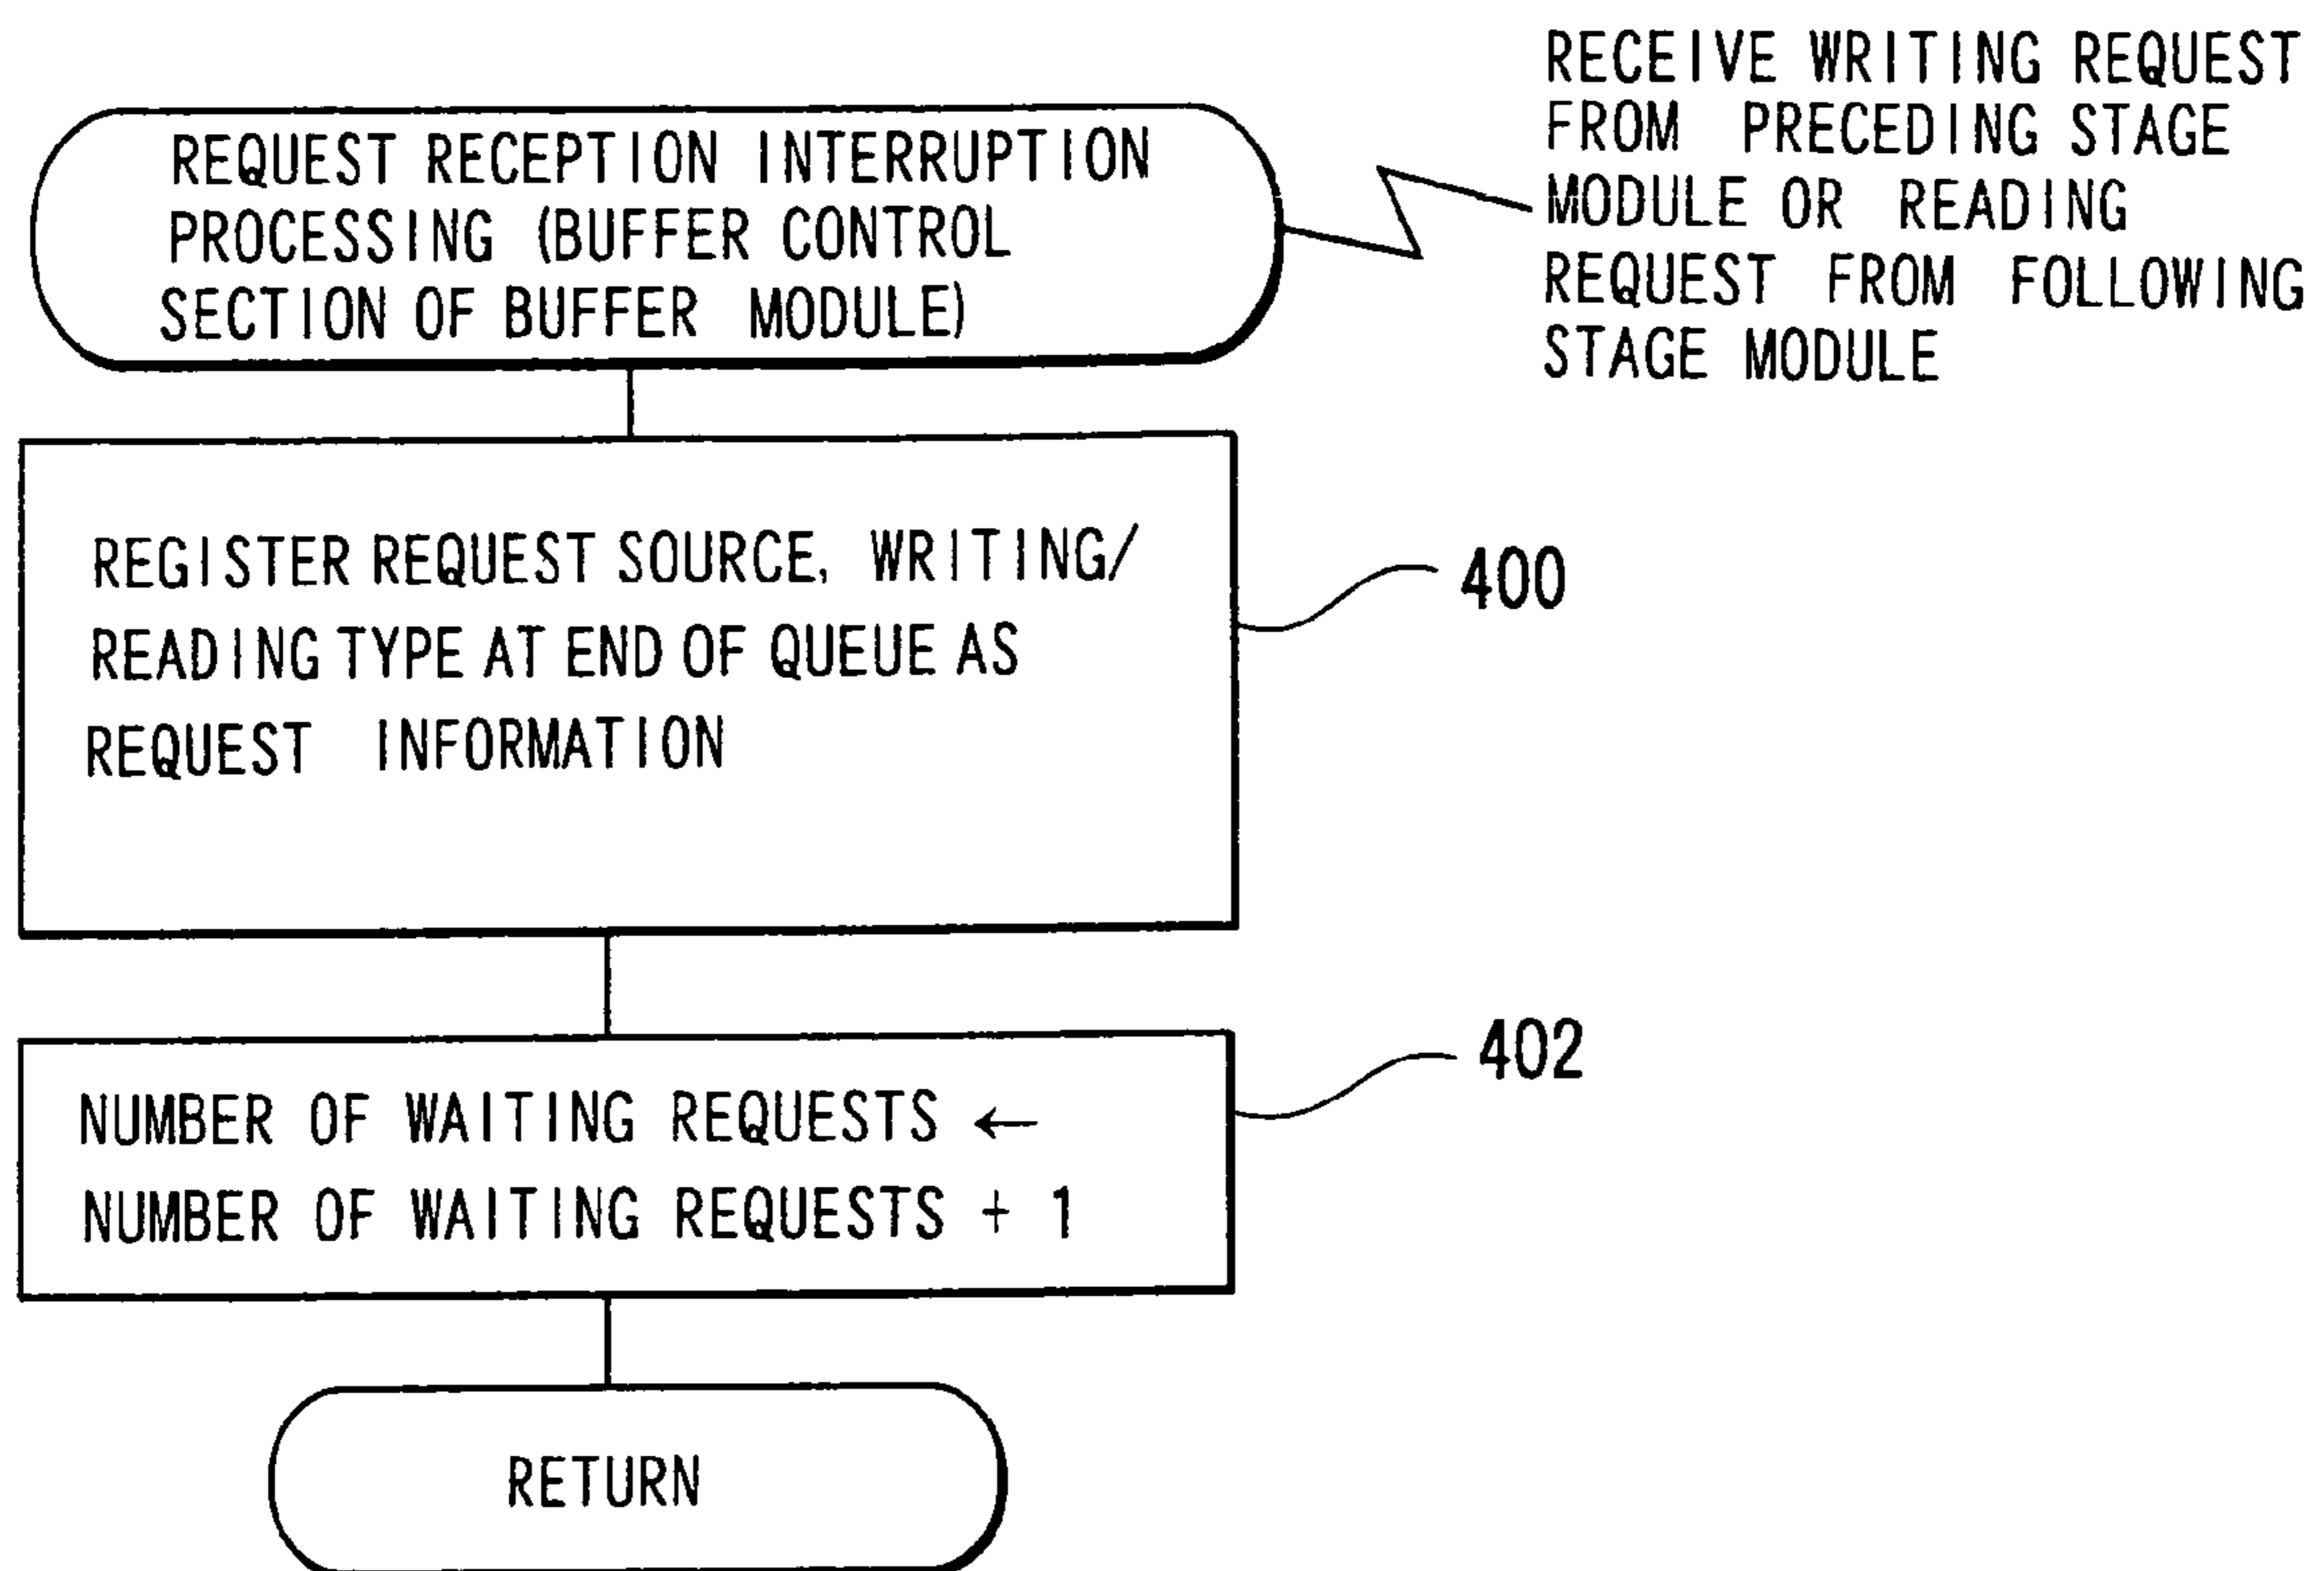 REQUEST RECEPTION INTERRUPTION
PROCESSING (BUFFER CONTROL
SECTION OF BUFFER MODULE)
RECEIVE WRITING REQUEST
FROM PRECEDING STAGE
MODULE OR READING
REQUEST FROM FOLLOWING
STAGE MODULE
REGISTER REQUEST SOURCE, WRITING/
READING TYPE AT END OF QUEUE AS
REQUEST INFORMATION
400
NUMBER OF WAITING REQUESTS ←
NUMBER OF WAITING REQUESTS + 1
402
RETURN